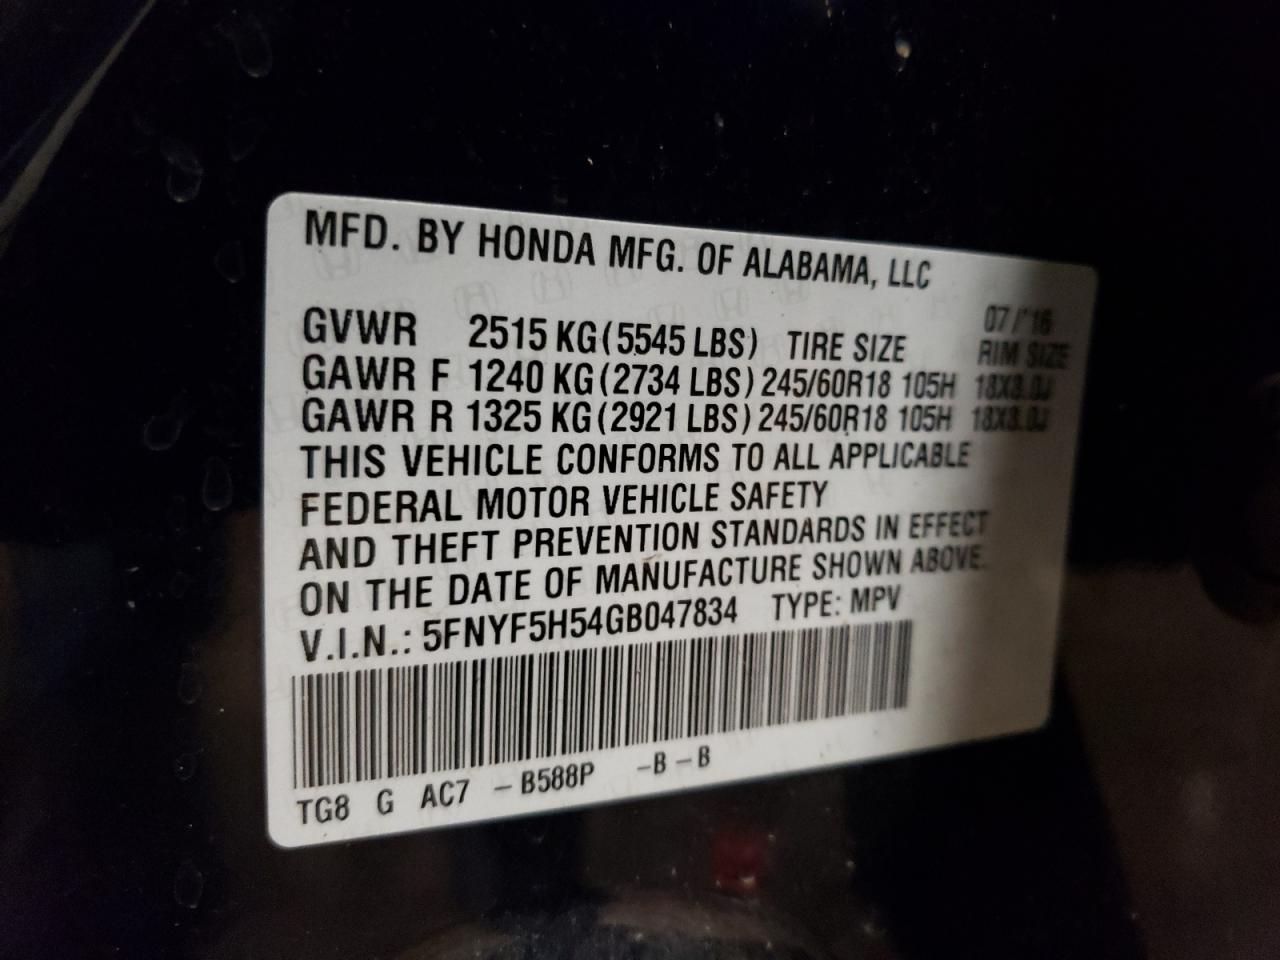 MFD. BY HONDA MFG. OF ALABAMA, LLC
07/'16
GVWR 2515 KG (5545 LBS) TIRE SIZE RIM SIZE
GAWR F 1240 KG (2734 LBS) 245/60R18 105H 18X8.0J
GAWR R 1325 KG (2921 LBS) 245/60R18 105H 18X8.0J
THIS VEHICLE CONFORMS TO ALL APPLICABLE
FEDERAL MOTOR VEHICLE SAFETY
AND THEFT PREVENTION STANDARDS IN EFFECT
ON THE DATE OF MANUFACTURE SHOWN ABOVE.
V.I.N.: 5FNYF5H54GB047834 TYPE: MPV
TG8 G AC7 -B588P -B-B